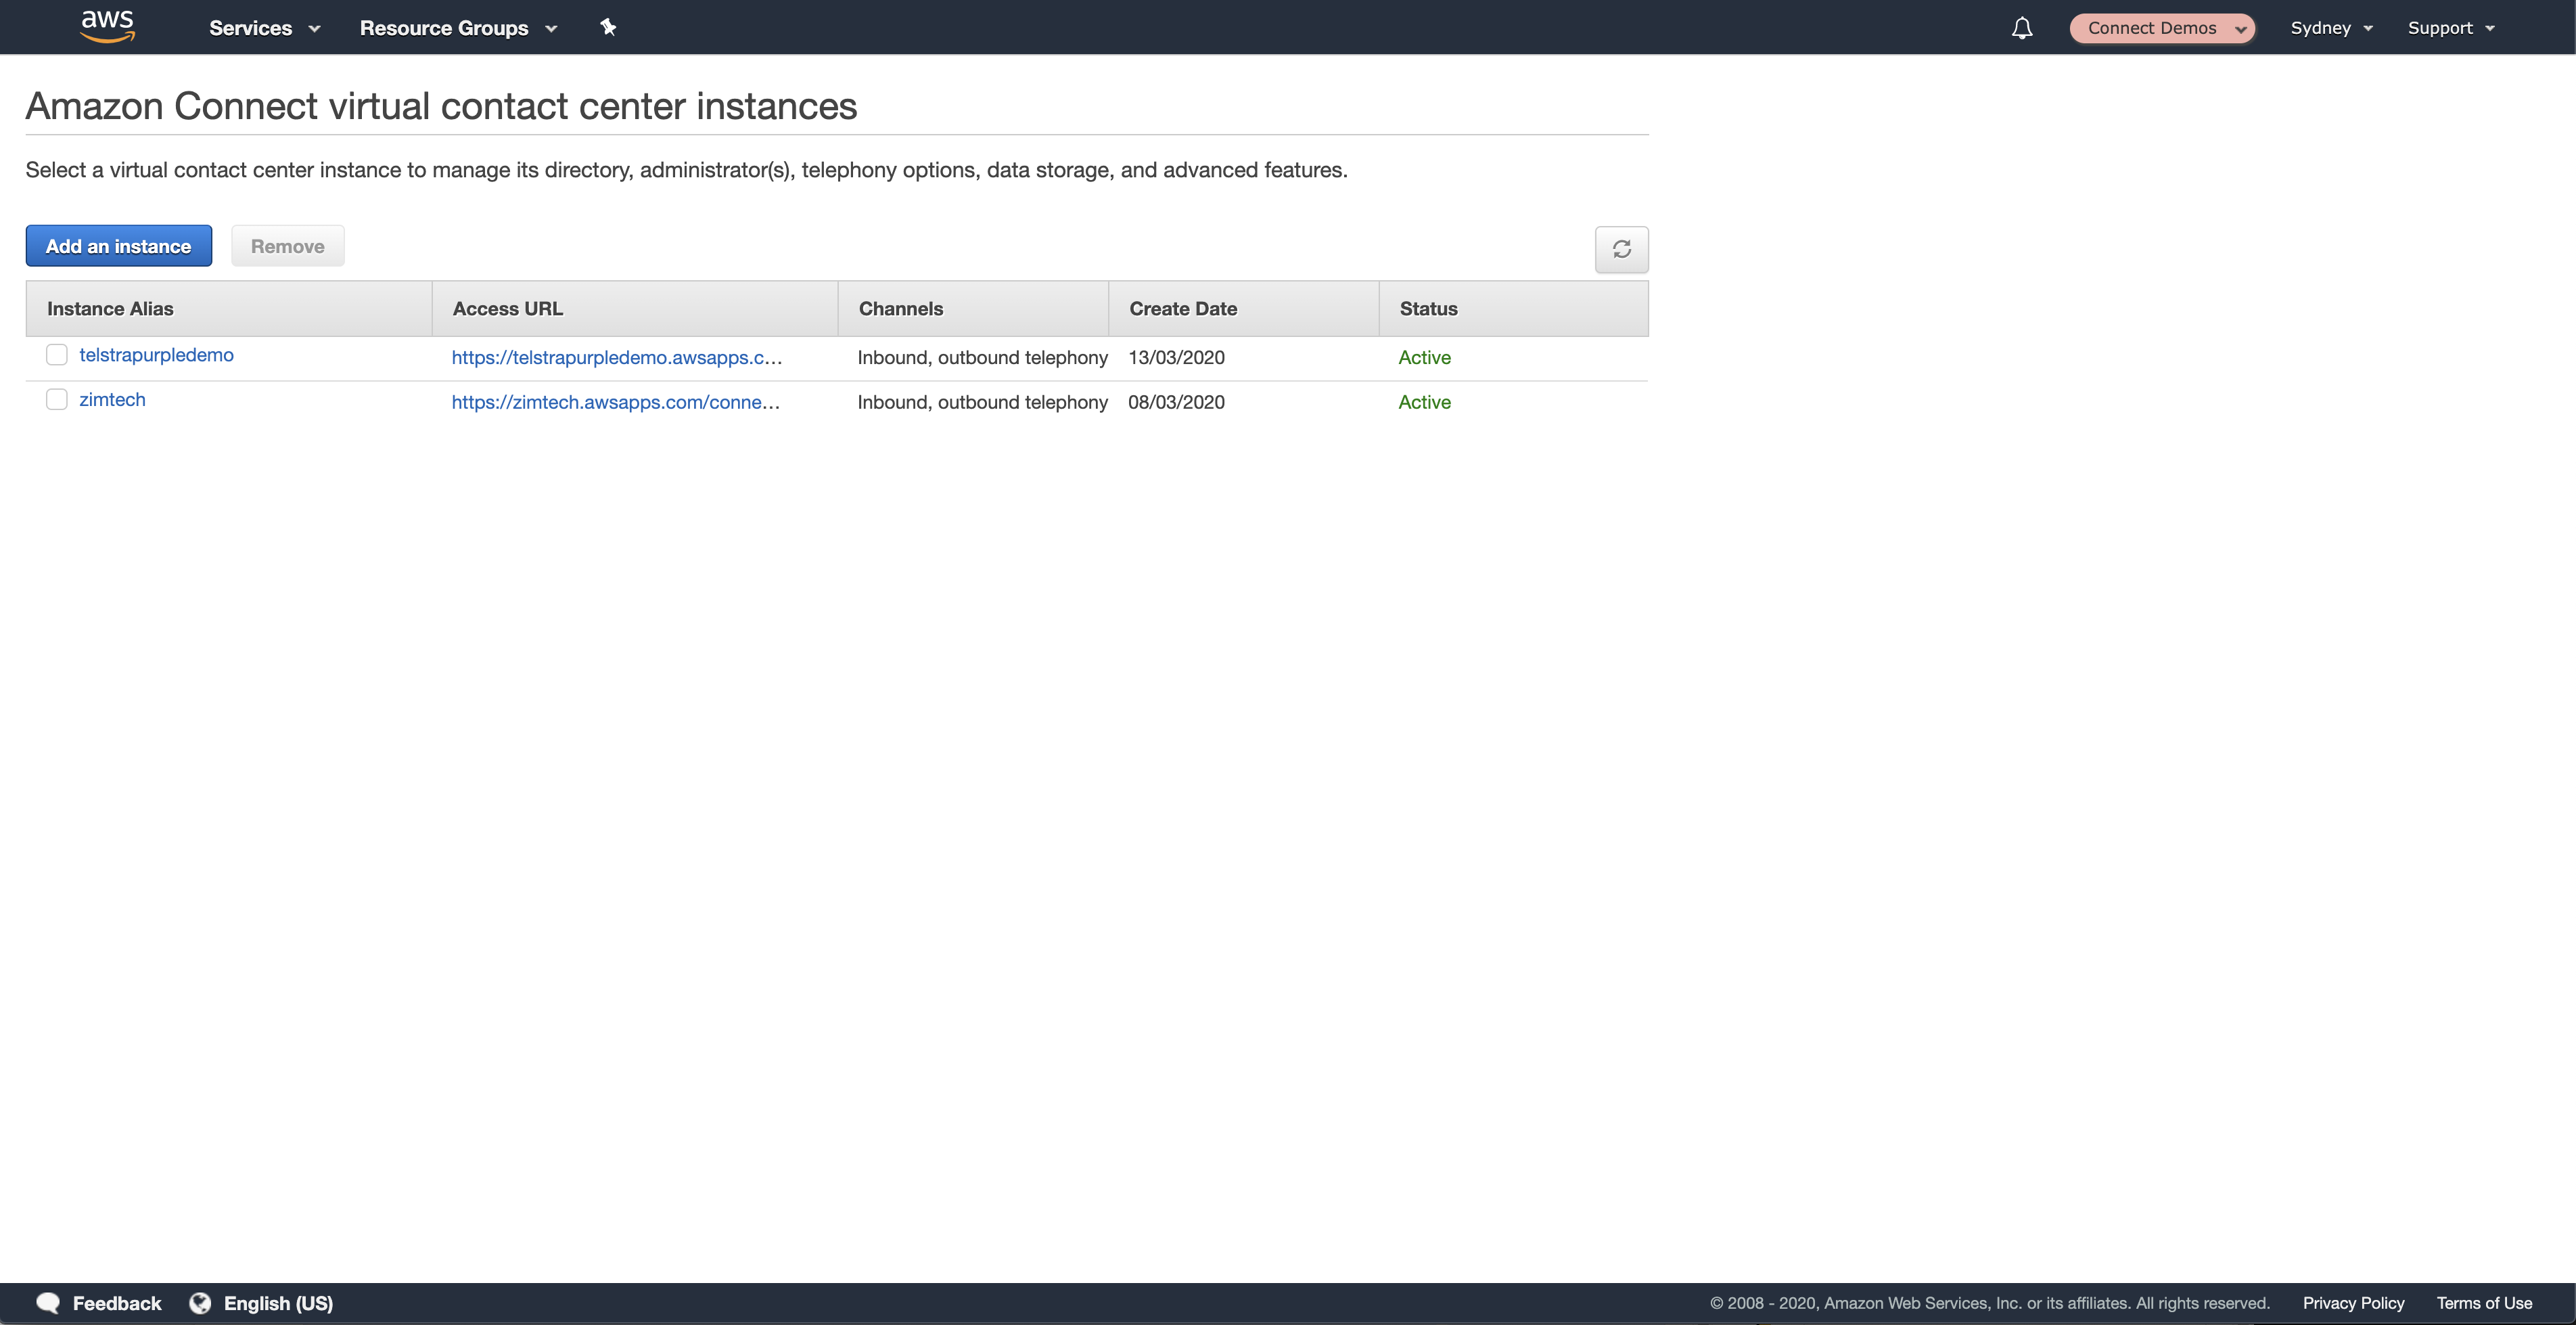 aws Services Resource Groups Connect Demos Sydney Support
Amazon Connect virtual contact center instances
Select a virtual contact center instance to manage its directory, administrator(s), telephony options, data storage, and advanced features.
Add an instance Remove
Instance Alias Access URL Channels Create Date Status
telstrapurpledemo https://telstrapurpledemo.awsapps.c... Inbound, outbound telephony 13/03/2020 Active
zimtech https://zimtech.awsapps.com/conne... Inbound, outbound telephony 08/03/2020 Active
Feedback English (US) © 2008 - 2020, Amazon Web Services, Inc. or its affiliates. All rights reserved. Privacy Policy Terms of Use